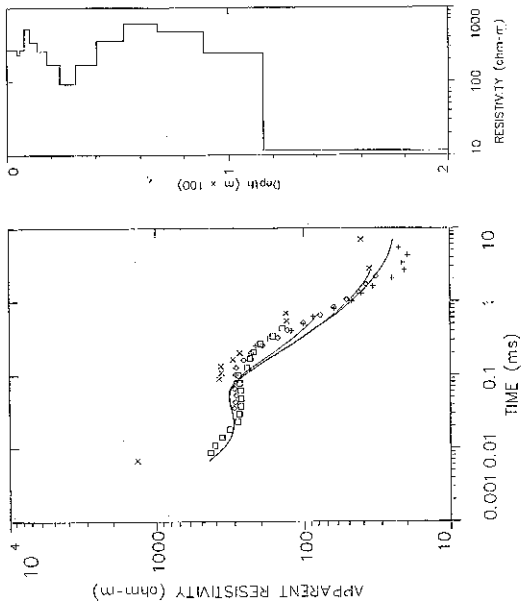 1000
100
10
RESISTIVITY (ohm-m)
0
1
2
Depth (m × 100)
10 4
1000
100
10
APPARENT RESISTIVITY (ohm-m)
0.001 0.01 0.1 1 10
TIME (ms)